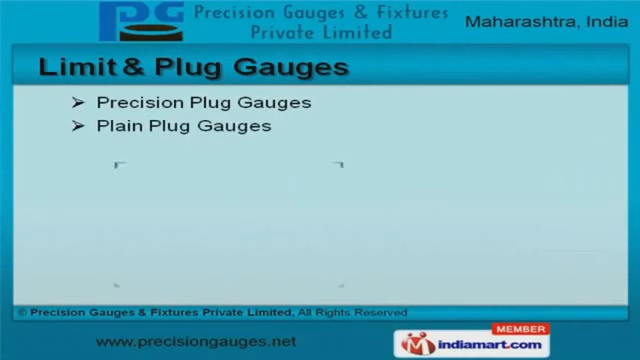 PG
Precision Gauges & Fixtures
Private Limited
Maharashtra, India
Limit & Plug Gauges
➢ Precision Plug Gauges
➢ Plain Plug Gauges
© Precision Gauges & Fixtures Private Limited, All Rights Reserved
www.precisiongauges.net
MEMBER
indiamart.com